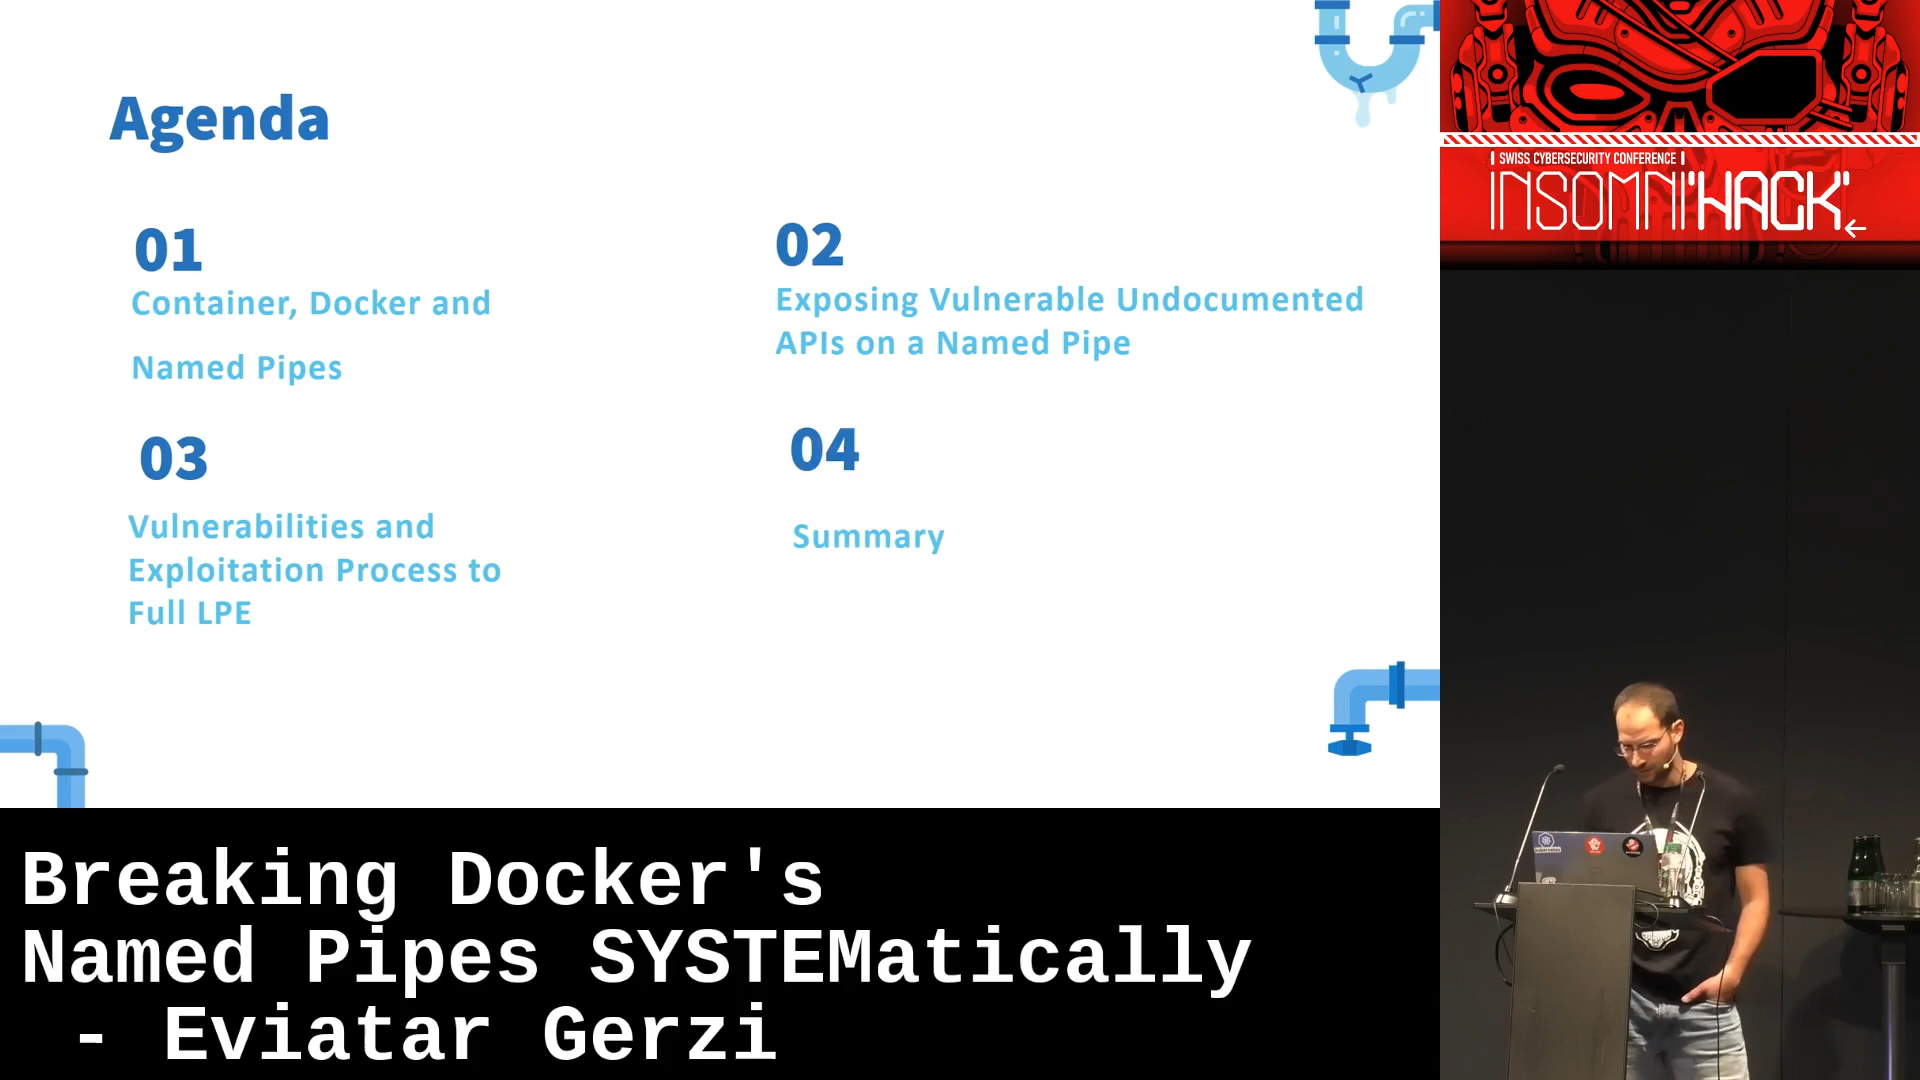 Agenda
01
Container, Docker and
Named Pipes
02
Exposing Vulnerable Undocumented
APIs on a Named Pipe
03
Vulnerabilities and
Exploitation Process to
Full LPE
04
Summary
SWISS CYBERSECURITY CONFERENCE
INSOMNI'HACK
Breaking Docker's
Named Pipes SYSTEMatically
- Eviatar Gerzi